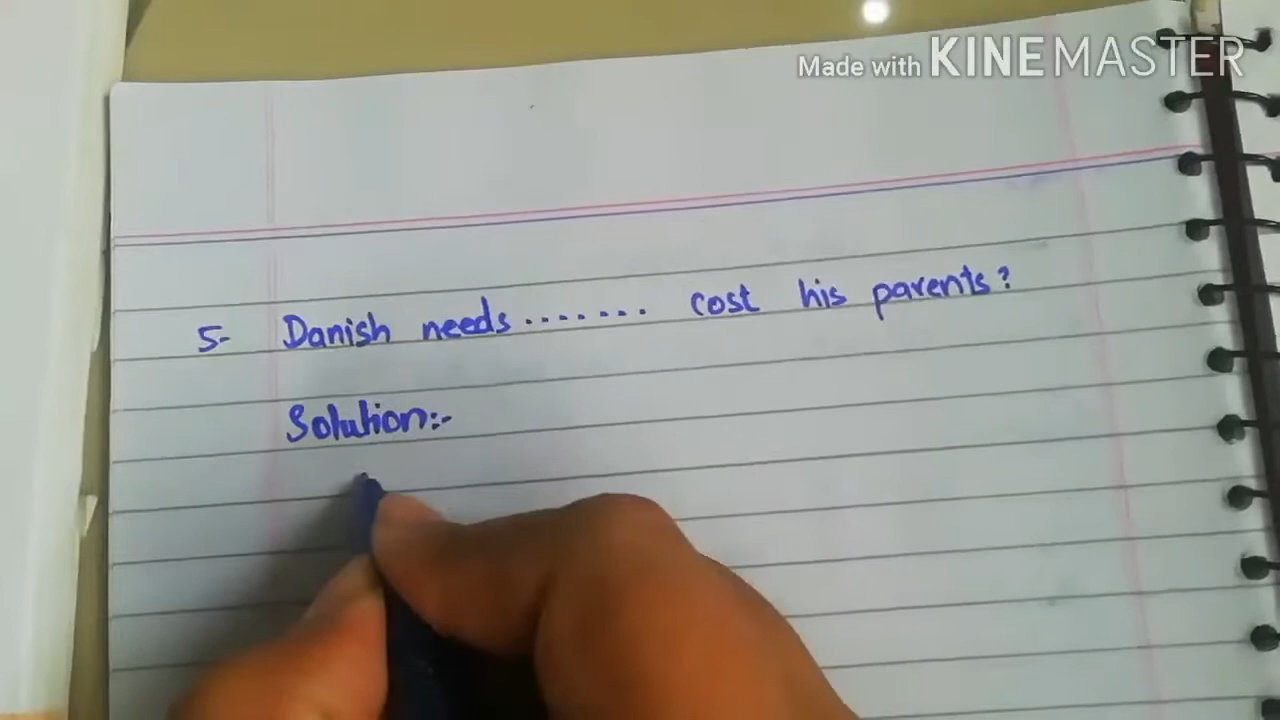 Made with KINEMASTER
5- Danish needs ....... cost his parents?
Solution:-